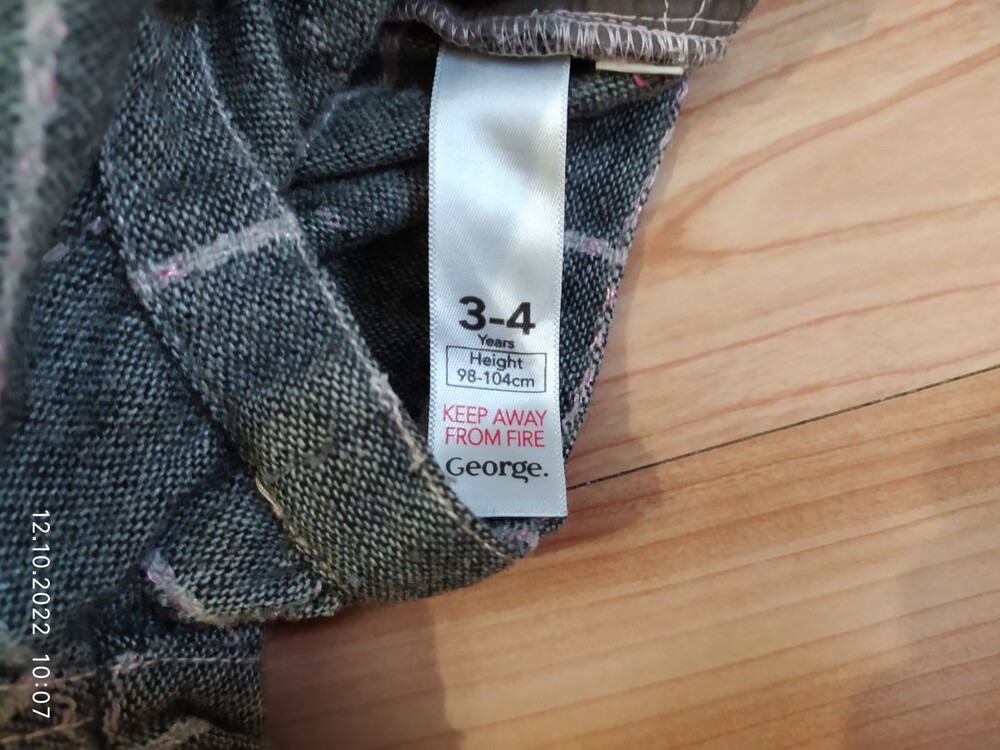 3-4
Years
Height
98-104cm
KEEP AWAY
FROM FIRE
George.
12.10.2022 10:07